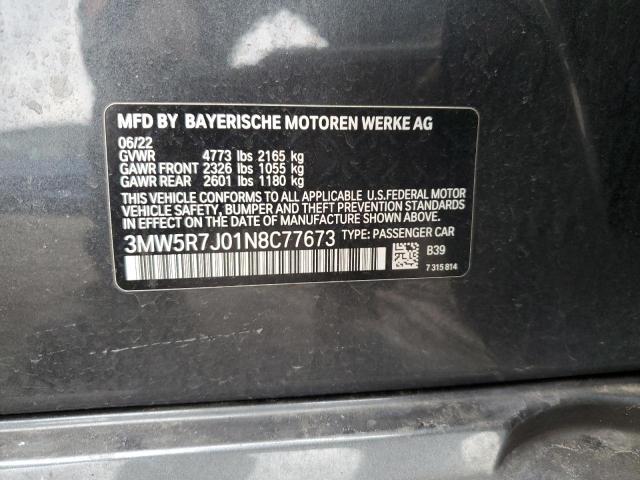 MFD BY BAYERISCHE MOTOREN WERKE AG
06/22
GVWR 4773 lbs 2165 kg
GAWR FRONT 2326 lbs 1055 kg
GAWR REAR 2601 lbs 1180 kg
THIS VEHICLE CONFORMS TO ALL APPLICABLE U.S.FEDERAL MOTOR
VEHICLE SAFETY, BUMPER AND THEFT PREVENTION STANDARDS
IN EFFECT ON THE DATE OF MANUFACTURE SHOWN ABOVE.
3MW5R7J01N8C77673 TYPE: PASSENGER CAR
B39
7 315 814